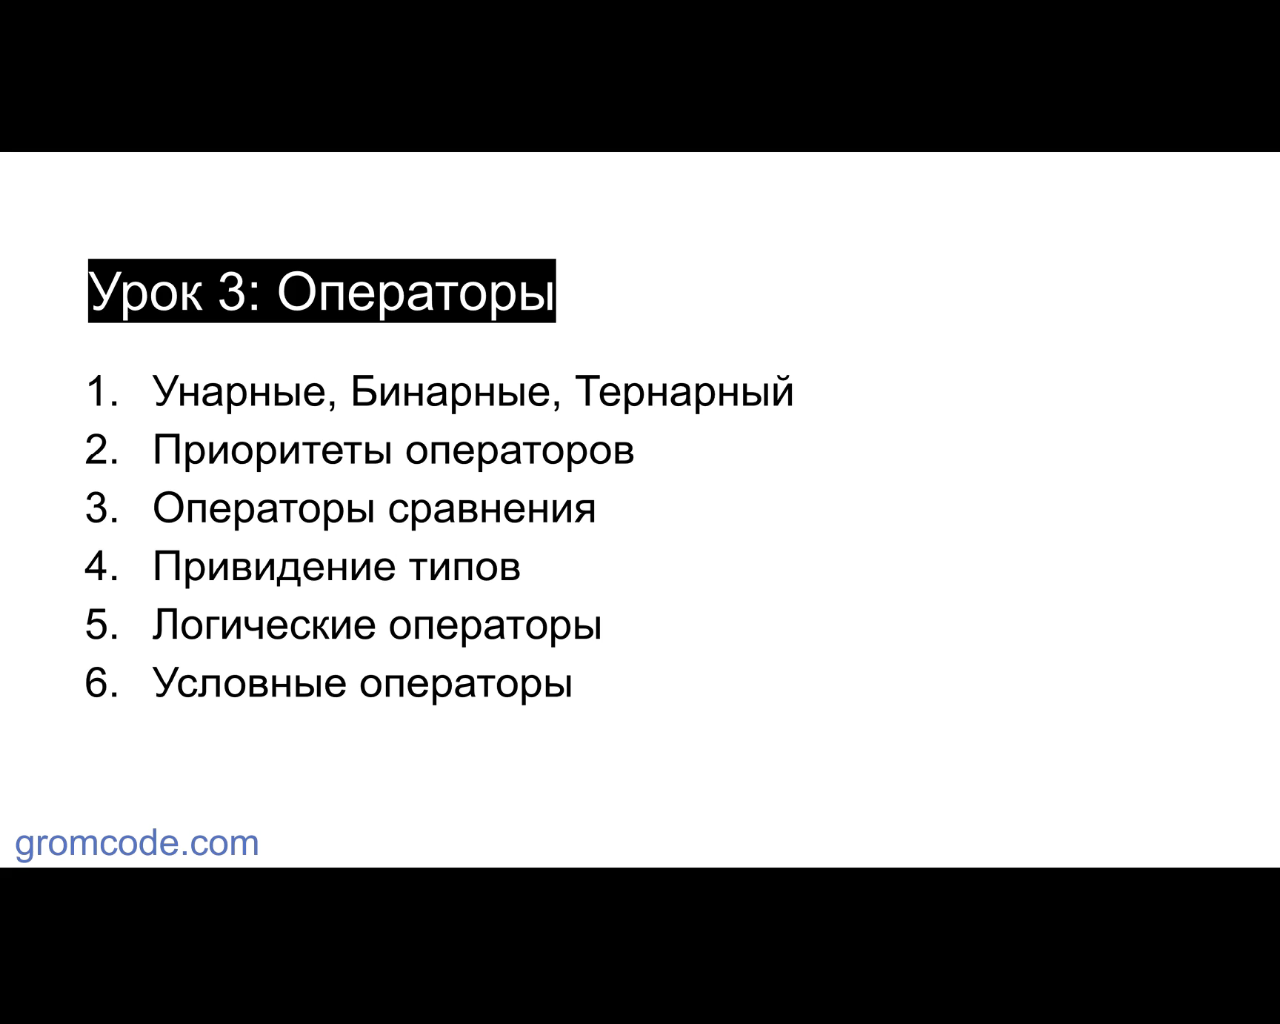 Урок 3: Операторы
1. Унарные, Бинарные, Тернарный
2. Приоритеты операторов
3. Операторы сравнения
4. Привидение типов
5. Логические операторы
6. Условные операторы
gromcode.com